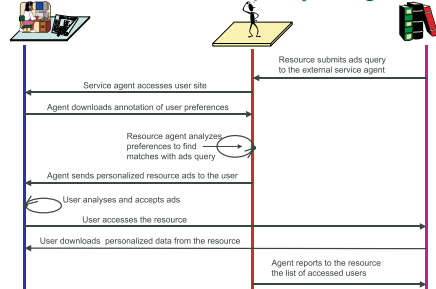 Resource submits ads query
to the external service agent
Service agent accesses user site
Agent downloads annotation of user preferences
Resource agent analyzes
preferences to find
matches with ads query
Agent sends personalized resource ads to the user
User analyses and accepts ads
User accesses the resource
User downloads personalized data from the resource
Agent reports to the resource
the list of accessed users